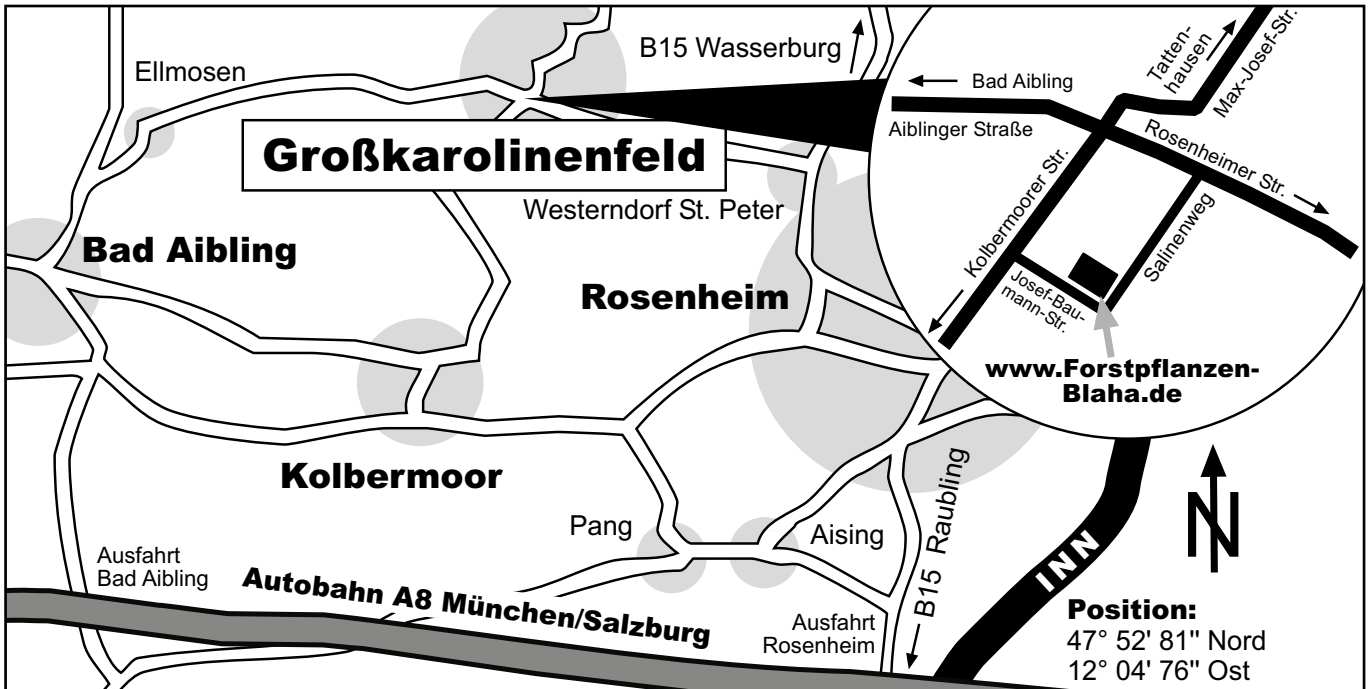 Ellmosen
B15 Wasserburg
Großkarolinenfeld
Westerndorf St. Peter
Bad Aibling
Rosenheim
Kolbermoor
Pang
Aising
Ausfahrt
Bad Aibling
Autobahn A8 München/Salzburg
Ausfahrt
Rosenheim
B15 Raubling
INN
Tatten-
hausen
Max-Josef-Str.
Bad Aibling
Aiblinger Straße
Rosenheimer Str.
Kolbermoorer Str.
Salinenweg
Josef-Bau-
mann-Str.
www.Forstpflanzen-
Blaha.de
N
Position:
47° 52' 81" Nord
12° 04' 76" Ost